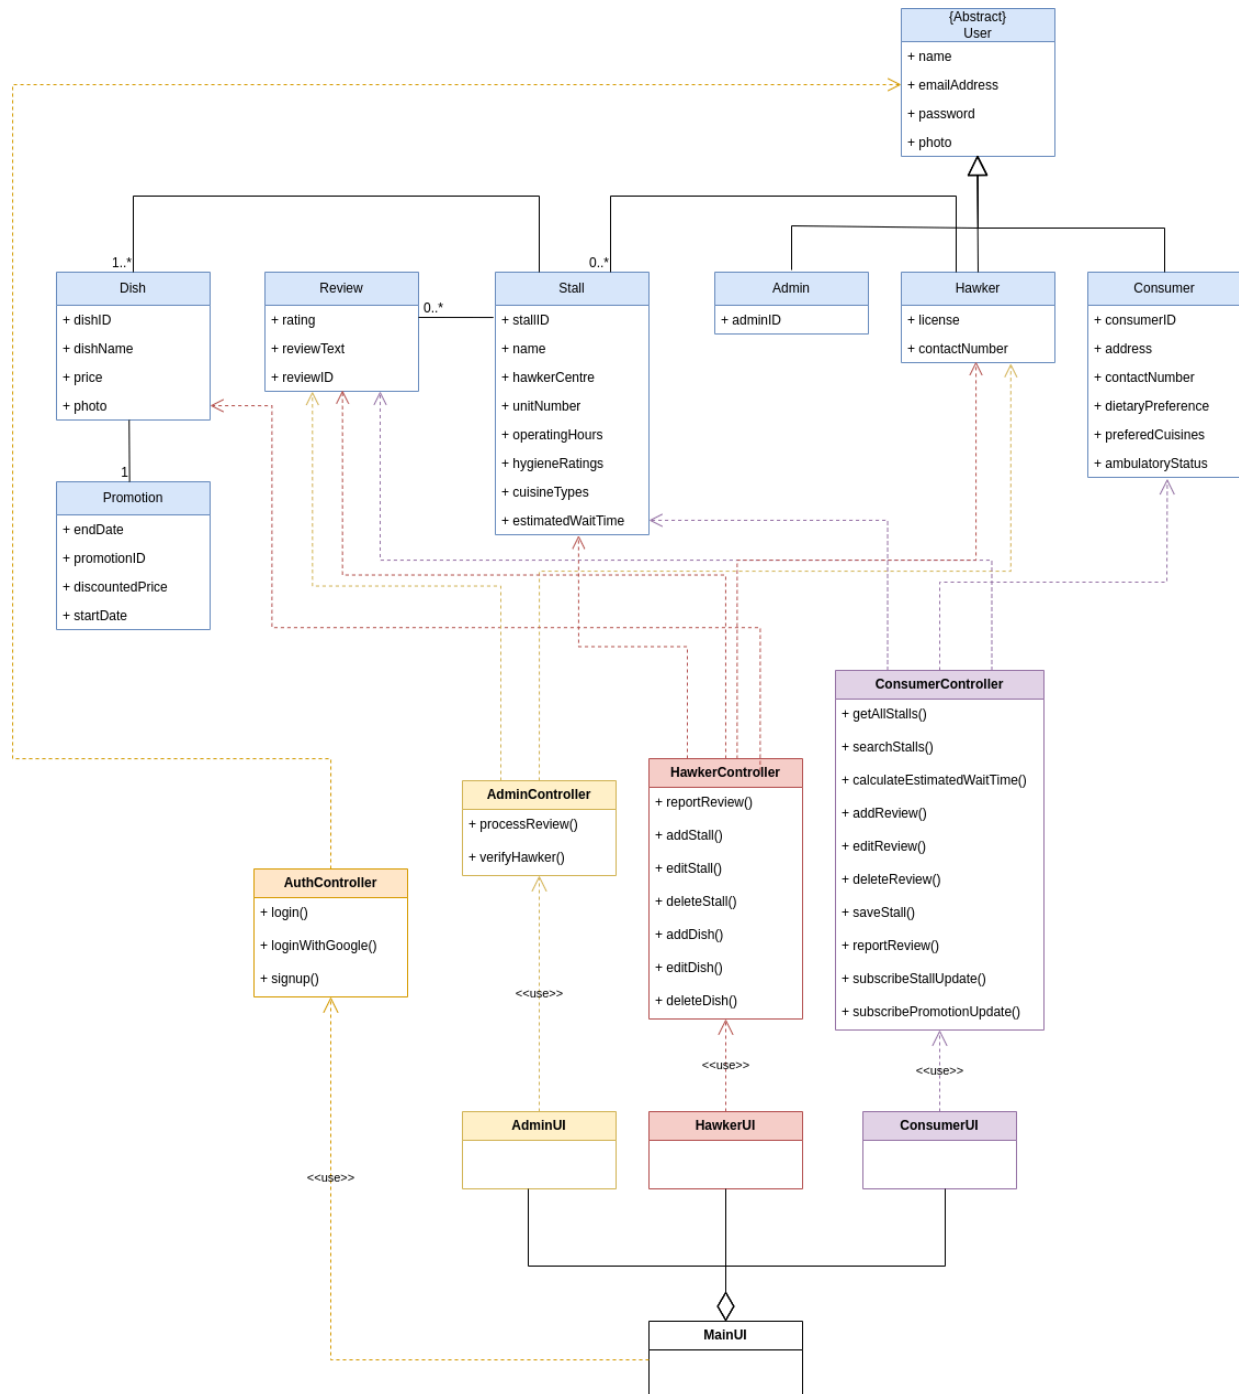 {Abstract}
User
+ name
+ emailAddress
+ password
+ photo
1..*
0..*
Dish
+ dishID
+ dishName
+ price
+ photo
Review
+ rating
+ reviewText
+ reviewID
0..*
Stall
+ stallID
+ name
+ hawkerCentre
+ unitNumber
+ operatingHours
+ hygieneRatings
+ cuisineTypes
+ estimatedWaitTime
Admin
+ adminID
Hawker
+ license
+ contactNumber
Consumer
+ consumerID
+ address
+ contactNumber
+ dietaryPreference
+ preferedCuisines
+ ambulatoryStatus
1
Promotion
+ endDate
+ promotionID
+ discountedPrice
+ startDate
ConsumerController
+ getAllStalls()
+ searchStalls()
+ calculateEstimatedWaitTime()
+ addReview()
+ editReview()
+ deleteReview()
+ saveStall()
+ reportReview()
+ subscribeStallUpdate()
+ subscribePromotionUpdate()
HawkerController
+ reportReview()
+ addStall()
+ editStall()
+ deleteStall()
+ addDish()
+ editDish()
+ deleteDish()
AdminController
+ processReview()
+ verifyHawker()
AuthController
+ login()
+ loginWithGoogle()
+ signup()
<<use>>
<<use>>
<<use>>
AdminUI
HawkerUI
ConsumerUI
<<use>>
MainUI